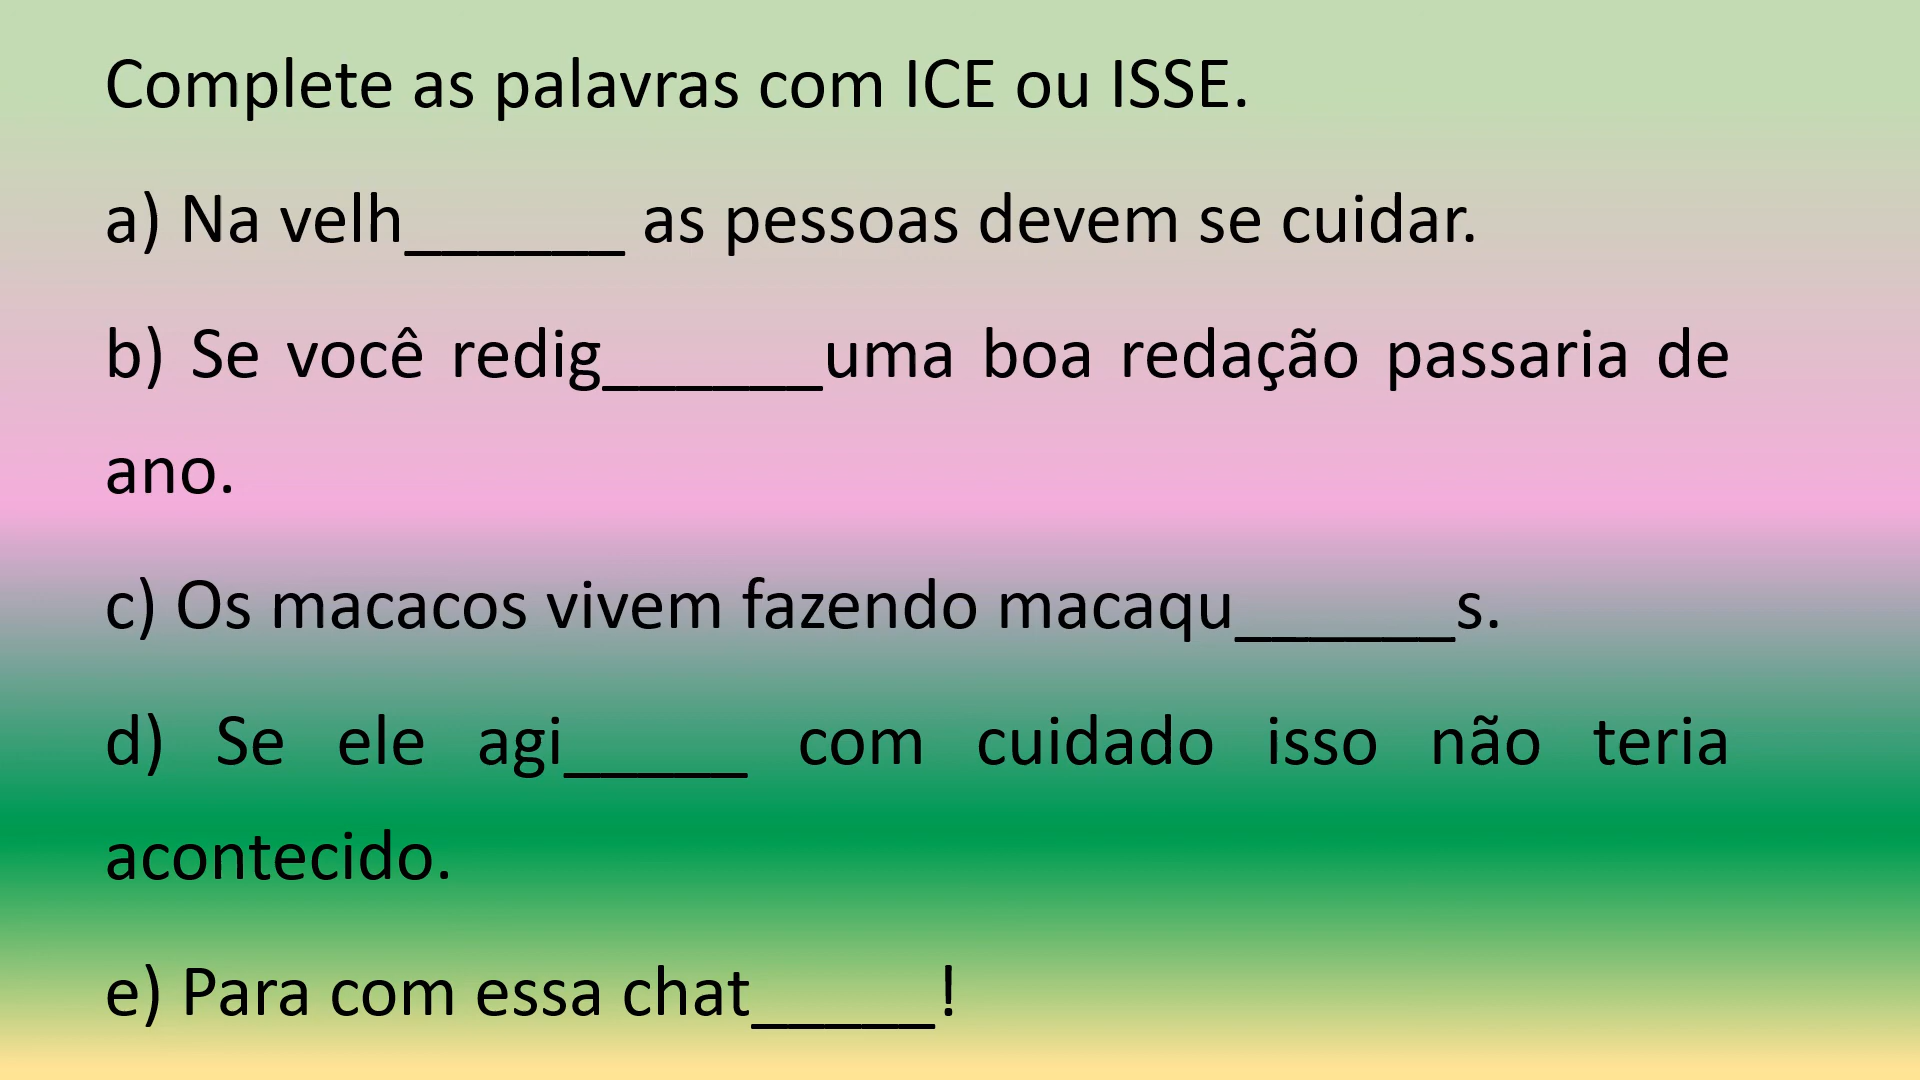 Complete as palavras com ICE ou ISSE.
a) Na velh______ as pessoas devem se cuidar.
b) Se você redig______uma boa redação passaria de
ano.
c) Os macacos vivem fazendo macaqu______s.
d) Se ele agi_____ com cuidado isso não teria
acontecido.
e) Para com essa chat_____!